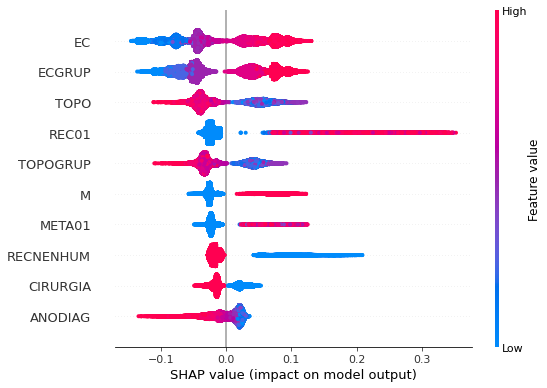 High
EC
ECGRUP
TOPO
REC01
TOPOGRUP
M
META01
RECNENHUM
CIRURGIA
ANODIAG
Feature value
Low
−0.1 0.0 0.1 0.2 0.3
SHAP value (impact on model output)